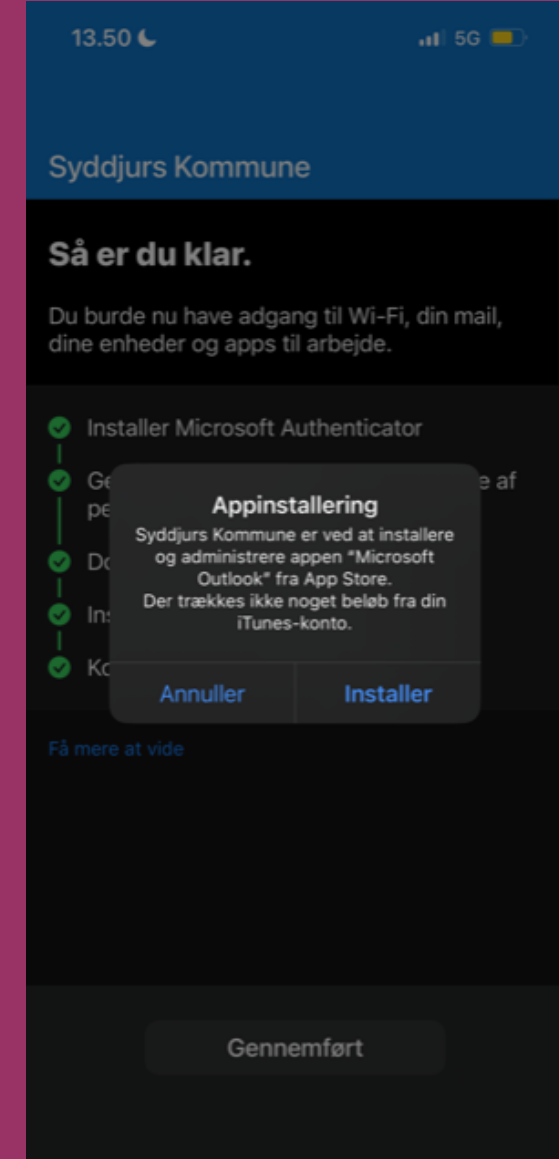 13.50
5G
Syddjurs Kommune
Så er du klar.
Du burde nu have adgang til Wi-Fi, din mail,
dine enheder og apps til arbejde.
Installer Microsoft Authenticator
e af
Appinstallering
Syddjurs Kommune er ved at installere
og administrere appen "Microsoft
Outlook" fra App Store.
Der trækkes ikke noget beløb fra din
iTunes-konto.
Annuller
Installer
Få mere at vide
Gennemført